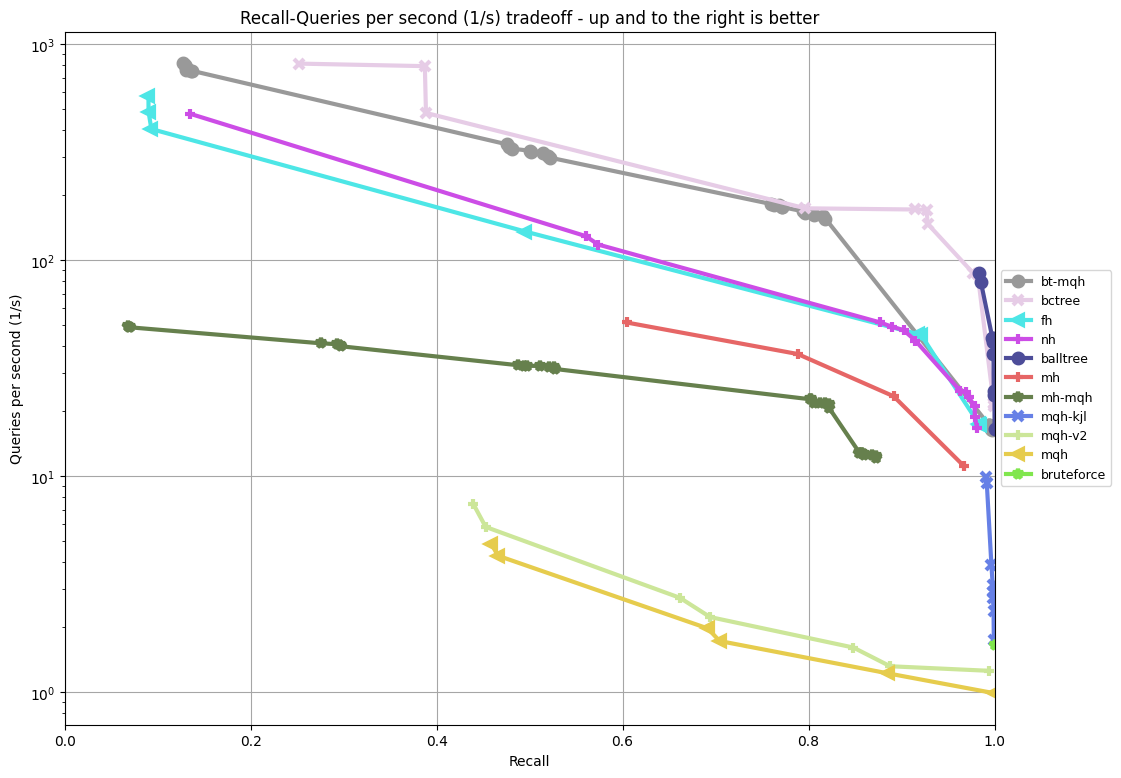 Recall-Queries per second (1/s) tradeoff - up and to the right is better
10³
10²
10¹
10⁰
Queries per second (1/s)
0.0 0.2 0.4 0.6 0.8 1.0
Recall
bt-mqh
bctree
fh
nh
balltree
mh
mh-mqh
mqh-kjl
mqh-v2
mqh
bruteforce